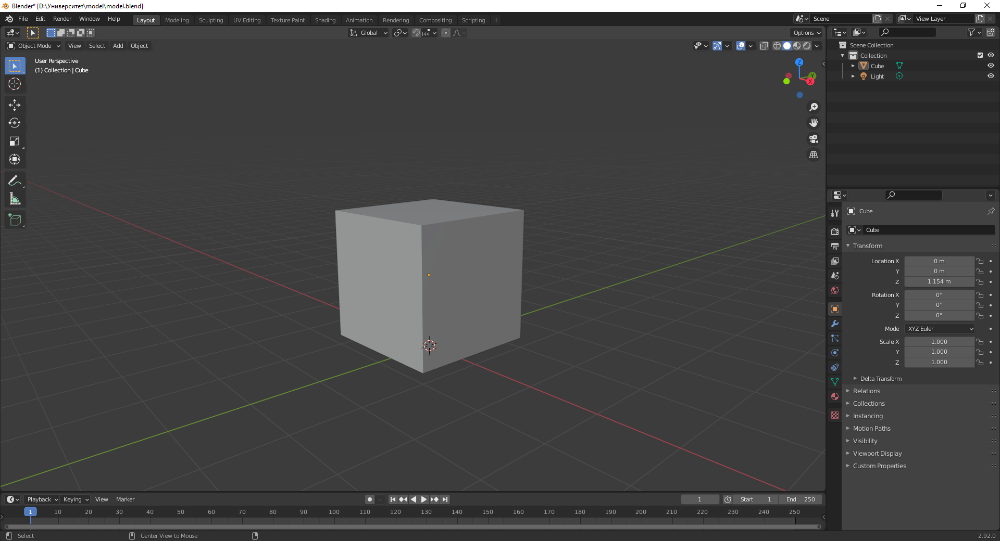 Blender* [D:\Университет\model\model.blend]
File Edit Render Window Help Layout Modeling Sculpting UV Editing Texture Paint Shading Animation Rendering Compositing Scripting + Scene View Layer
Global Options
Object Mode View Select Add Object
User Perspective
(1) Collection | Cube
Z
Y
X
Scene Collection
Collection
Cube
Light
Cube
Cube
Transform
Location X 0 m
Y 0 m
Z 1.154 m
Rotation X 0°
Y 0°
Z 0°
Mode XYZ Euler
Scale X 1.000
Y 1.000
Z 1.000
Delta Transform
Relations
Collections
Instancing
Motion Paths
Visibility
Viewport Display
Custom Properties
Playback Keying View Marker 1 Start 1 End 250
1 10 20 30 40 50 60 70 80 90 100 110 120 130 140 150 160 170 180 190 200 210 220 230 240 250
Select Center View to Mouse 2.92.0